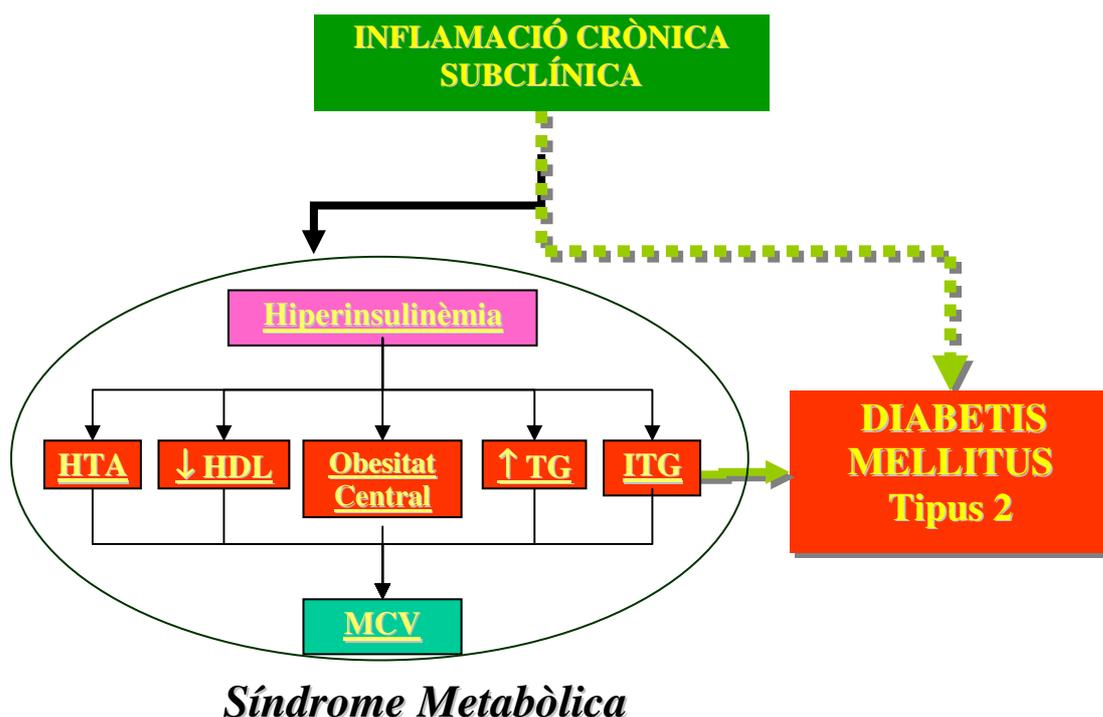 INFLAMACIÓ CRÒNICA
SUBCLÍNICA
Hiperinsulinèmia
HTA
↓ HDL
Obesitat
Central
↑ TG
ITG
DIABETIS
MELLITUS
Tipus 2
MCV
Síndrome Metabòlica